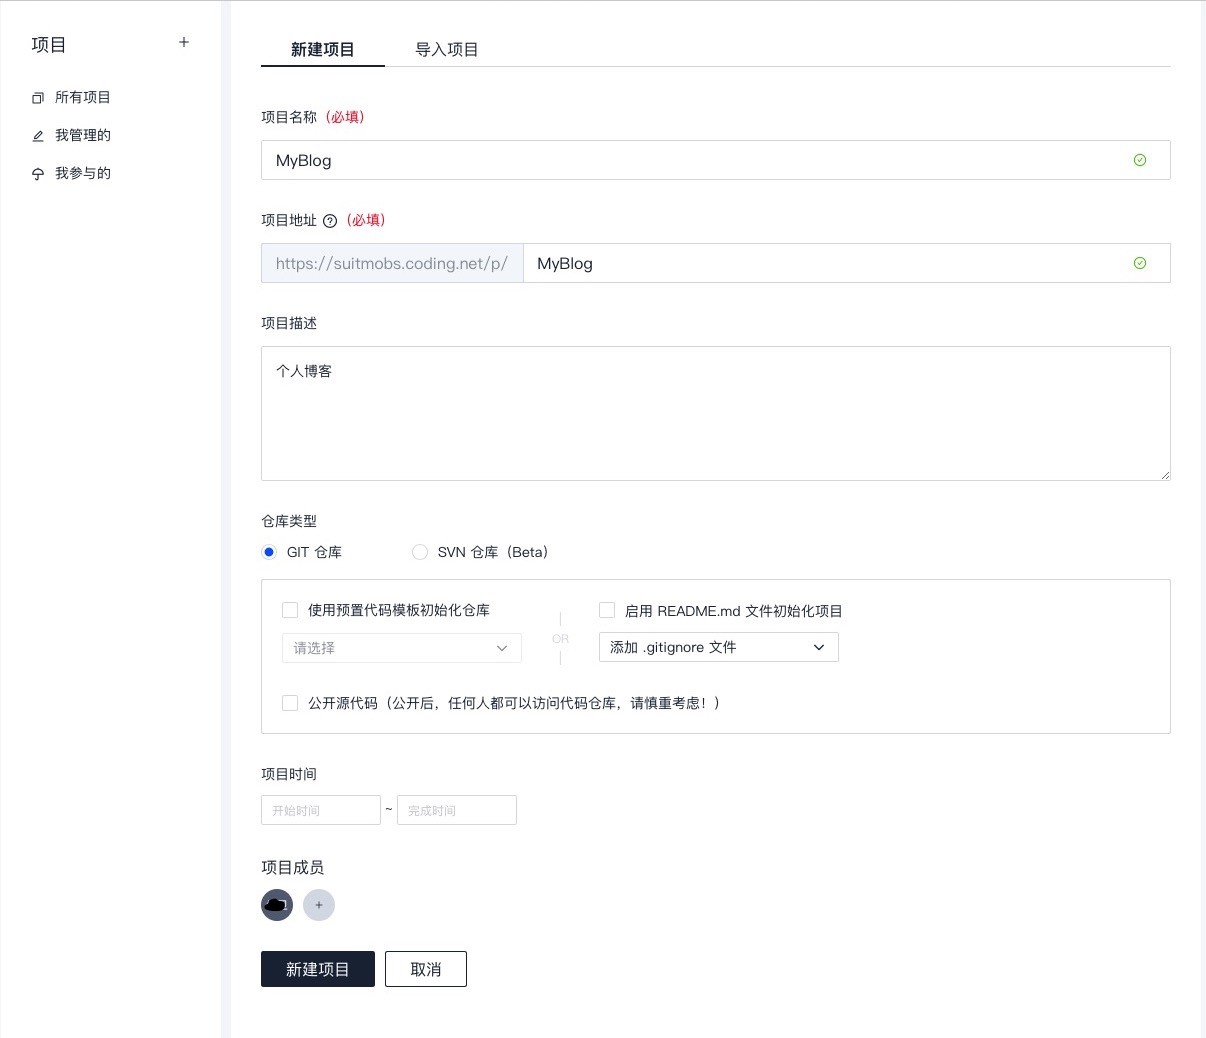 项目 +
所有项目
我管理的
我参与的
新建项目 导入项目
项目名称（必填）
MyBlog
项目地址 ? （必填）
https://suitmobs.coding.net/p/ MyBlog
项目描述
个人博客
仓库类型
GIT 仓库 SVN 仓库（Beta）
使用预置代码模板初始化仓库
请选择
OR
启用 README.md 文件初始化项目
添加 .gitignore 文件
公开源代码（公开后，任何人都可以访问代码仓库，请慎重考虑！）
项目时间
开始时间 ~ 完成时间
项目成员
+
新建项目 取消